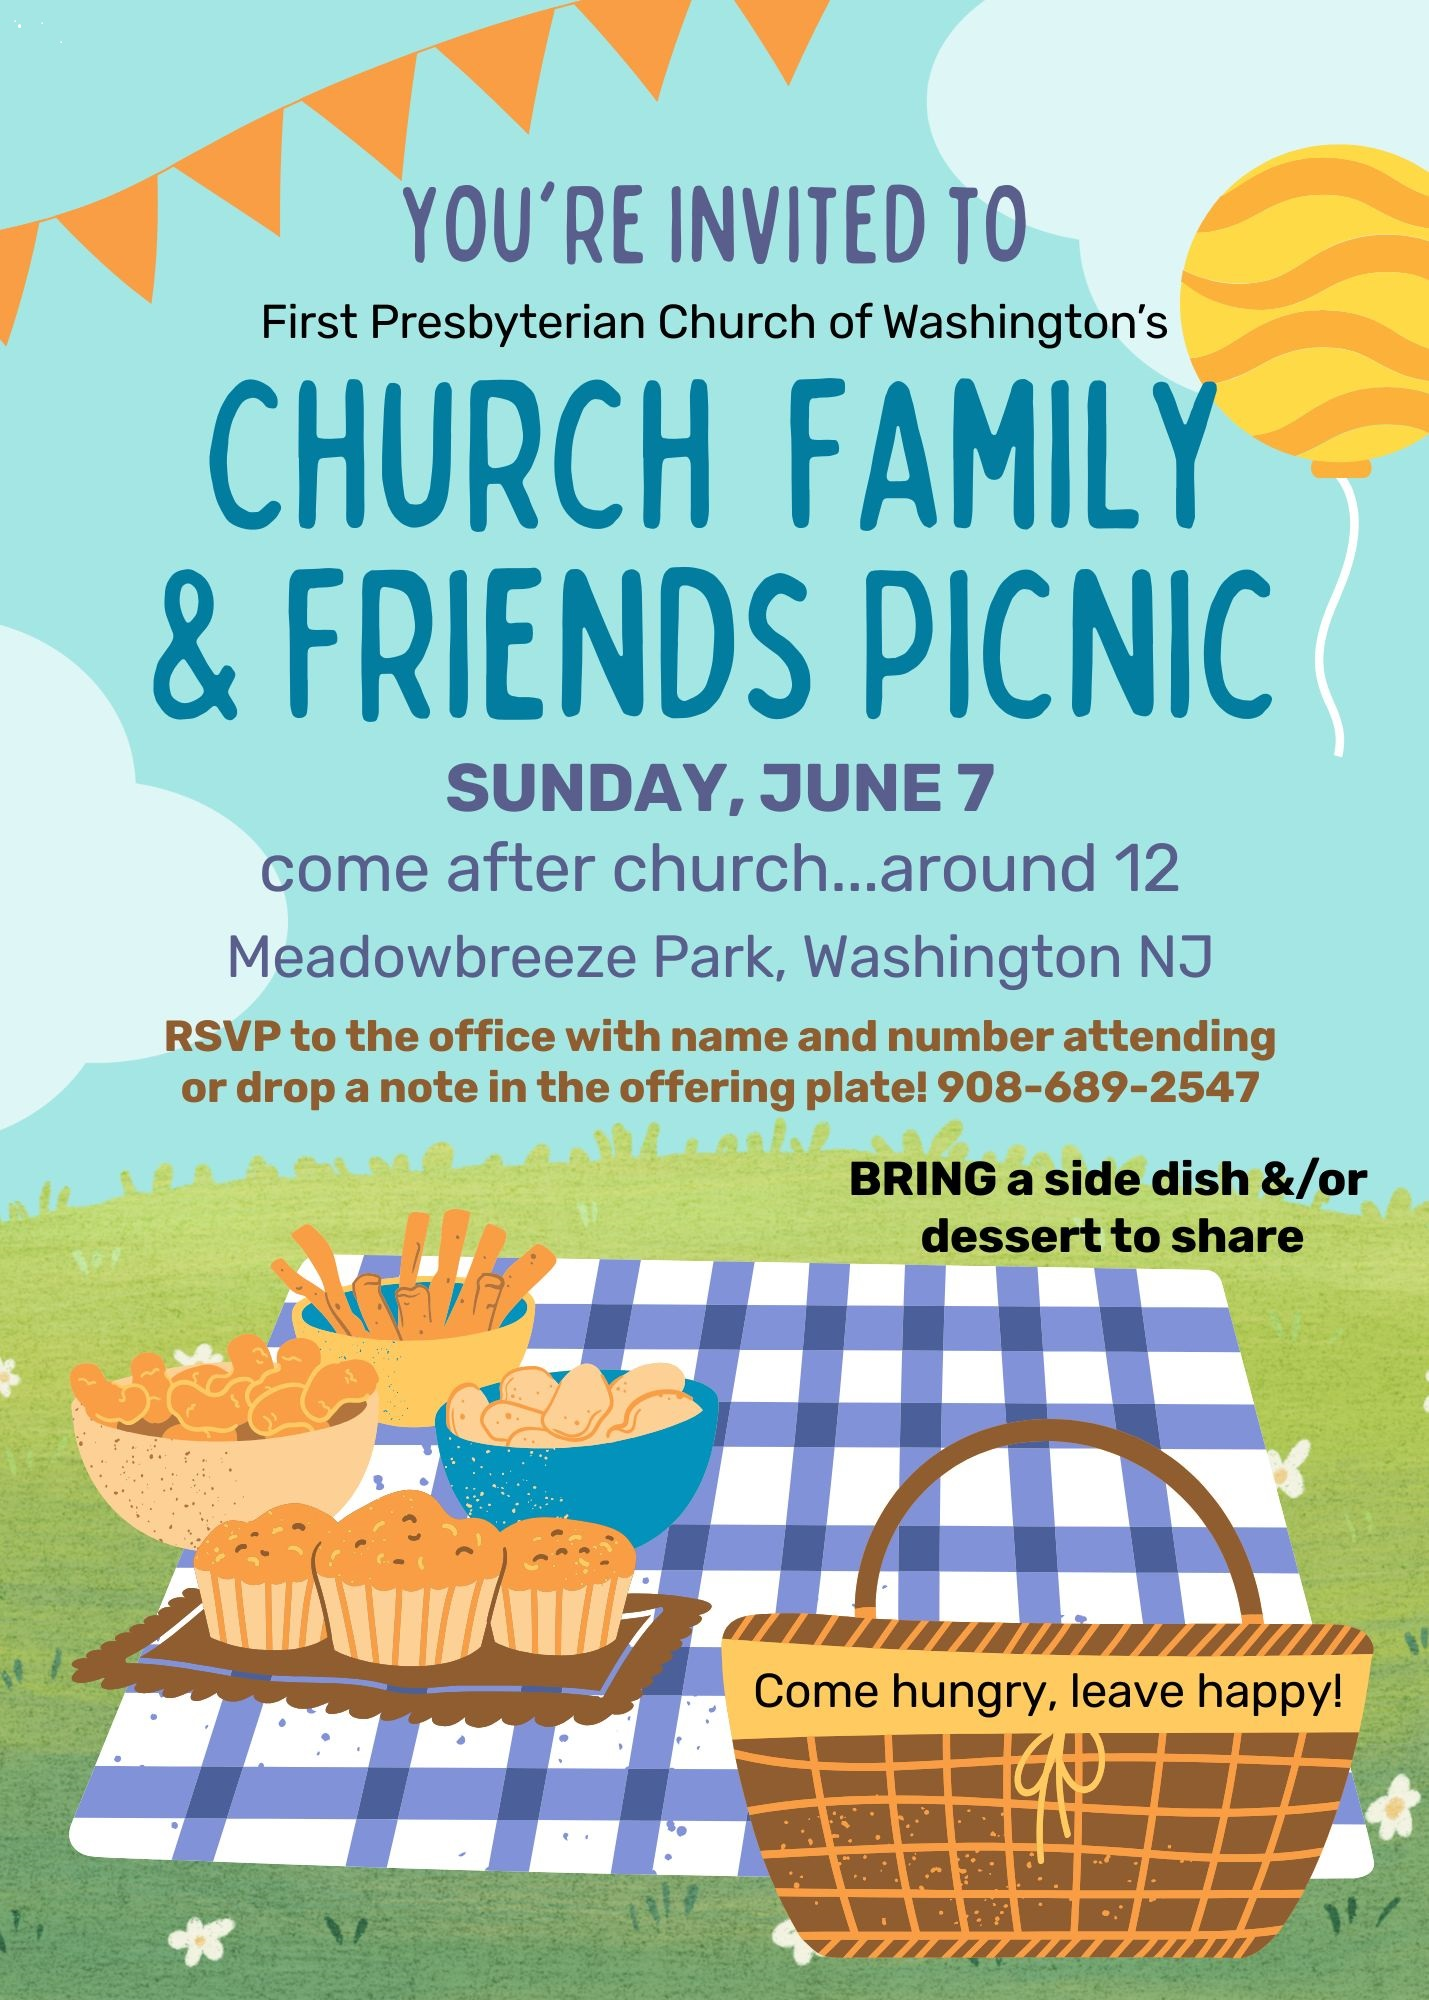 YOU'RE INVITED TO
First Presbyterian Church of Washington's
CHURCH FAMILY
& FRIENDS PICNIC
SUNDAY, JUNE 7
come after church...around 12
Meadowbreeze Park, Washington NJ
RSVP to the office with name and number attending
or drop a note in the offering plate! 908-689-2547
BRING a side dish &/or
dessert to share
Come hungry, leave happy!